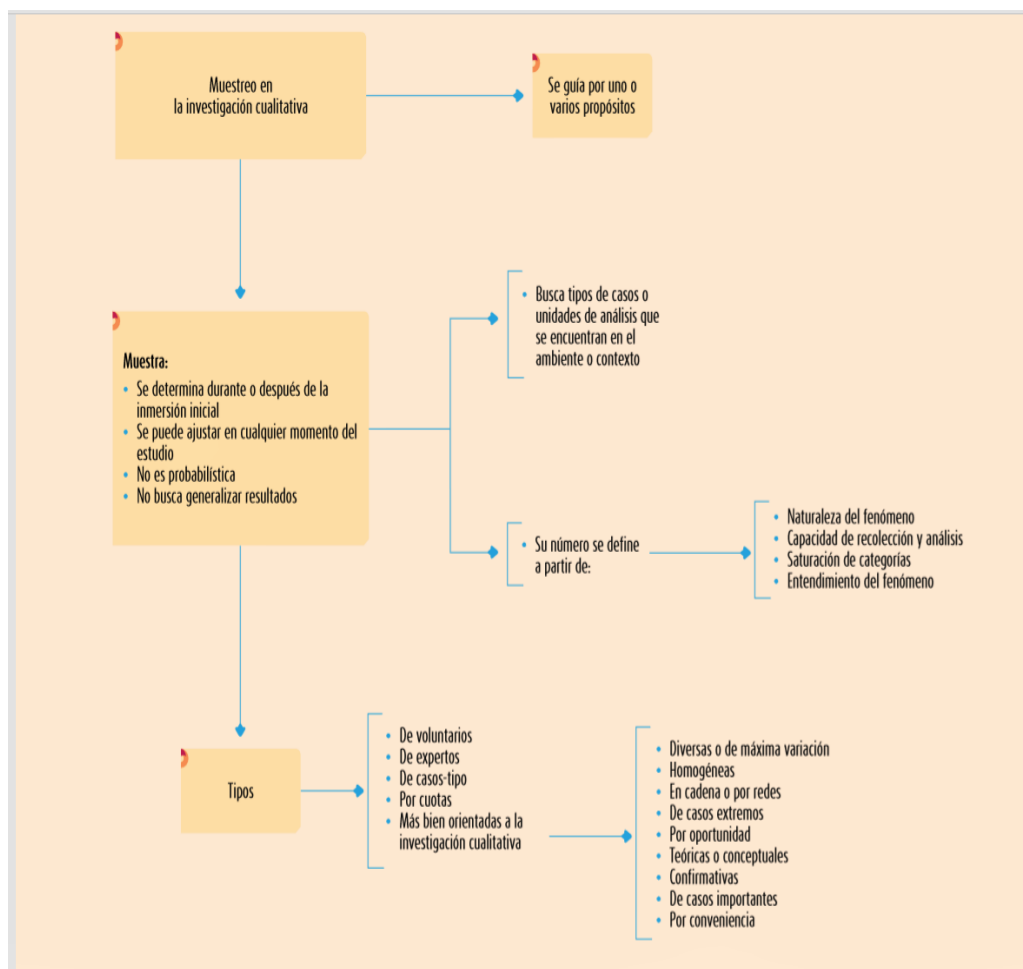 Muestreo en
la investigación cualitativa
Se guía por uno o
varios propósitos
• Busca tipos de casos o
unidades de análisis que
se encuentran en el
ambiente o contexto
Muestra:
• Se determina durante o después de la
inmersión inicial
• Se puede ajustar en cualquier momento del
estudio
• No es probabilística
• No busca generalizar resultados
• Su número se define
a partir de:
• Naturaleza del fenómeno
• Capacidad de recolección y análisis
• Saturación de categorías
• Entendimiento del fenómeno
Tipos
• De voluntarios
• De expertos
• De casos-tipo
• Por cuotas
• Más bien orientadas a la
investigación cualitativa
• Diversas o de máxima variación
• Homogéneas
• En cadena o por redes
• De casos extremos
• Por oportunidad
• Teóricas o conceptuales
• Confirmativas
• De casos importantes
• Por conveniencia